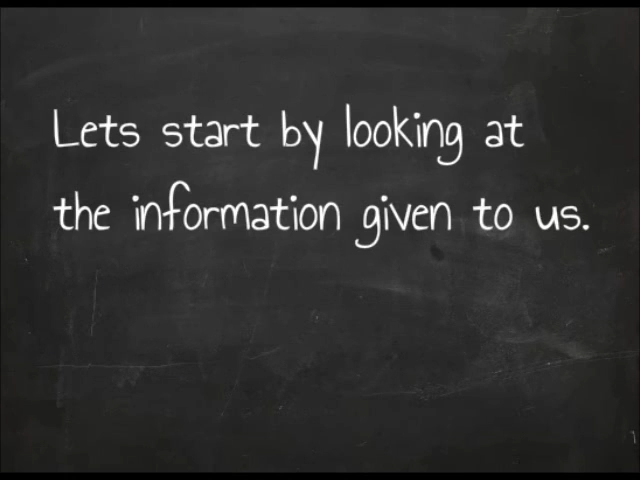 Lets start by looking at
the information given to us.